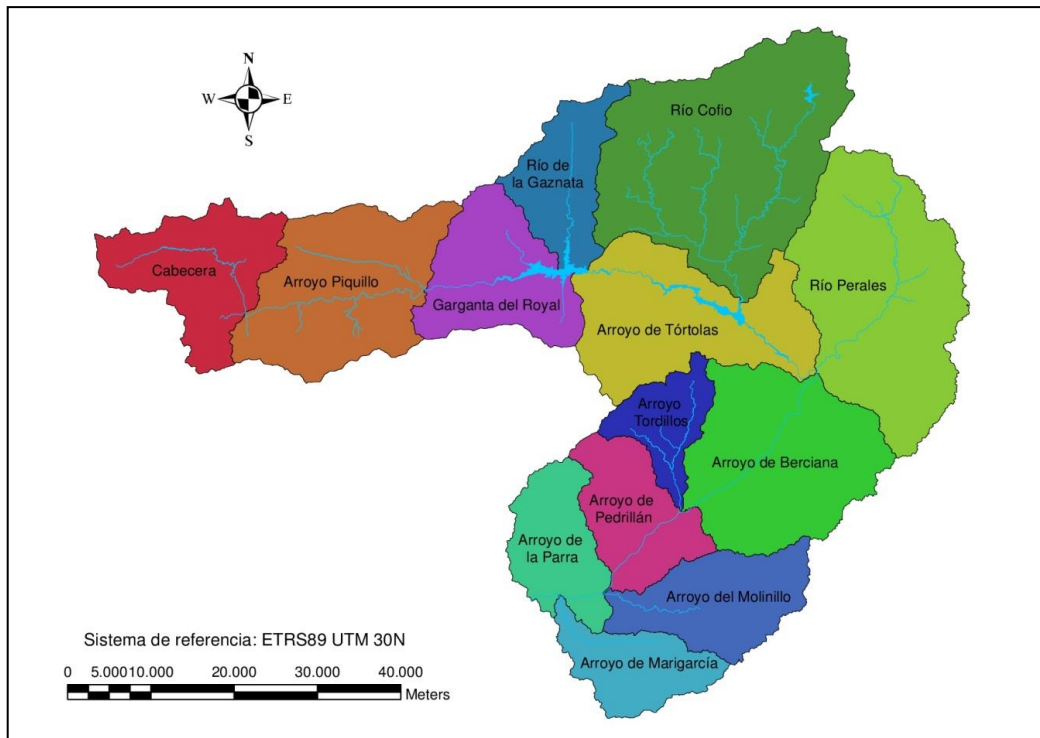 N
W E
S
Río Cofio
Río de
la Gaznata
Cabecera
Arroyo Piquillo
Río Perales
Garganta del Royal
Arroyo de Tórtolas
Arroyo
Tordillos
Arroyo de Berciana
Arroyo de
Pedrillán
Arroyo de
la Parra
Arroyo del Molinillo
Arroyo de Marigarcía
Sistema de referencia: ETRS89 UTM 30N
0 5.00010.000 20.000 30.000 40.000
Meters